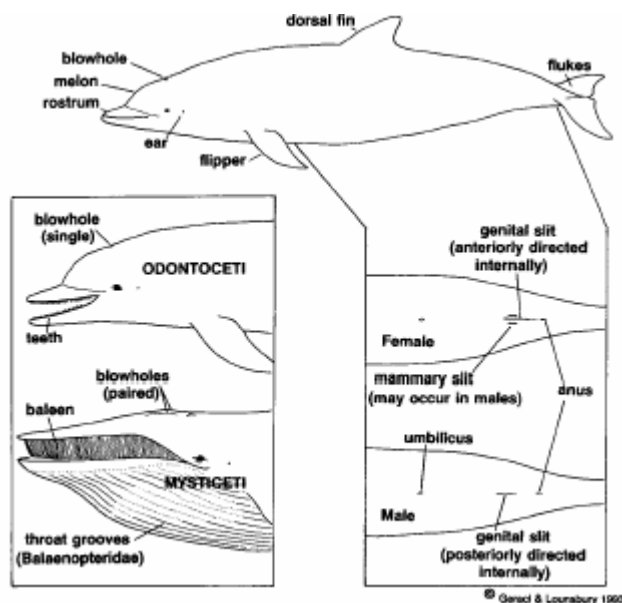 dorsal fin
blowhole
flukes
melon
rostrum
ear
flipper
blowhole
(single)
ODONTOCETI
teeth
blowholes
(paired)
baleen
MYSTICETI
throat grooves
(Balaenopteridae)
genital slit
(anteriorly directed
internally)
Female
mammary slit
(may occur in males)
anus
umbilicus
Male
genital slit
(posteriorly directed
internally)
© Geraci & Lounsbury